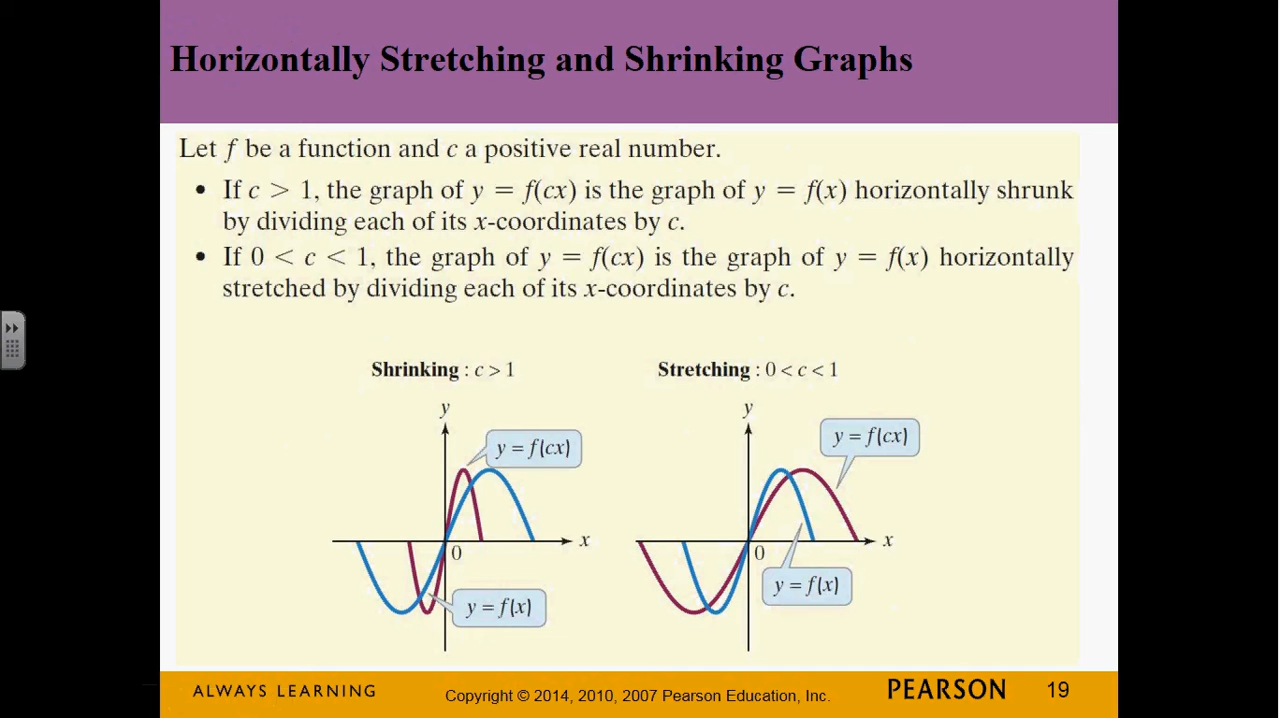 Horizontally Stretching and Shrinking Graphs
Let f be a function and c a positive real number.
• If c > 1, the graph of y = f(cx) is the graph of y = f(x) horizontally shrunk
by dividing each of its x-coordinates by c.
• If 0 < c < 1, the graph of y = f(cx) is the graph of y = f(x) horizontally
stretched by dividing each of its x-coordinates by c.
Shrinking : c > 1
y
y = f(cx)
x
0
y = f(x)
Stretching : 0 < c < 1
y
y = f(cx)
x
0
y = f(x)
ALWAYS LEARNING
Copyright © 2014, 2010, 2007 Pearson Education, Inc.
PEARSON
19